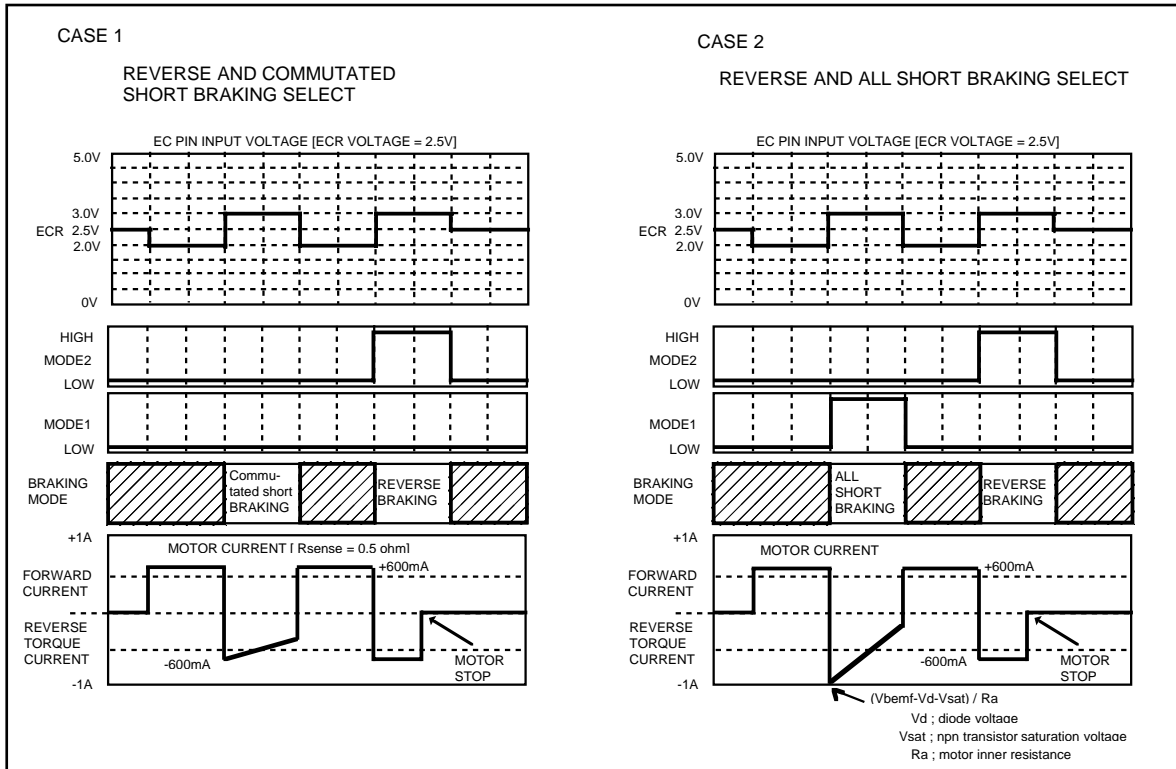 CASE 1
REVERSE AND COMMUTATED
SHORT BRAKING SELECT
EC PIN INPUT VOLTAGE [ECR VOLTAGE = 2.5V]
5.0V
3.0V
ECR 2.5V
2.0V
0V
HIGH
MODE2
LOW
MODE1
LOW
BRAKING
MODE
Commu-
tated short
BRAKING
REVERSE
BRAKING
+1A
MOTOR CURRENT [ Rsense = 0.5 ohm]
+600mA
FORWARD
CURRENT
REVERSE
TORQUE
CURRENT
-600mA
MOTOR
STOP
-1A
CASE 2
REVERSE AND ALL SHORT BRAKING SELECT
EC PIN INPUT VOLTAGE [ECR VOLTAGE = 2.5V]
5.0V
3.0V
ECR 2.5V
2.0V
0V
HIGH
MODE2
LOW
MODE1
LOW
BRAKING
MODE
ALL
SHORT
BRAKING
REVERSE
BRAKING
+1A
MOTOR CURRENT
+600mA
FORWARD
CURRENT
REVERSE
TORQUE
CURRENT
-600mA
MOTOR
STOP
-1A
(Vbemf-Vd-Vsat) / Ra
Vd ; diode voltage
Vsat ; npn transistor saturation voltage
Ra ; motor inner resistance